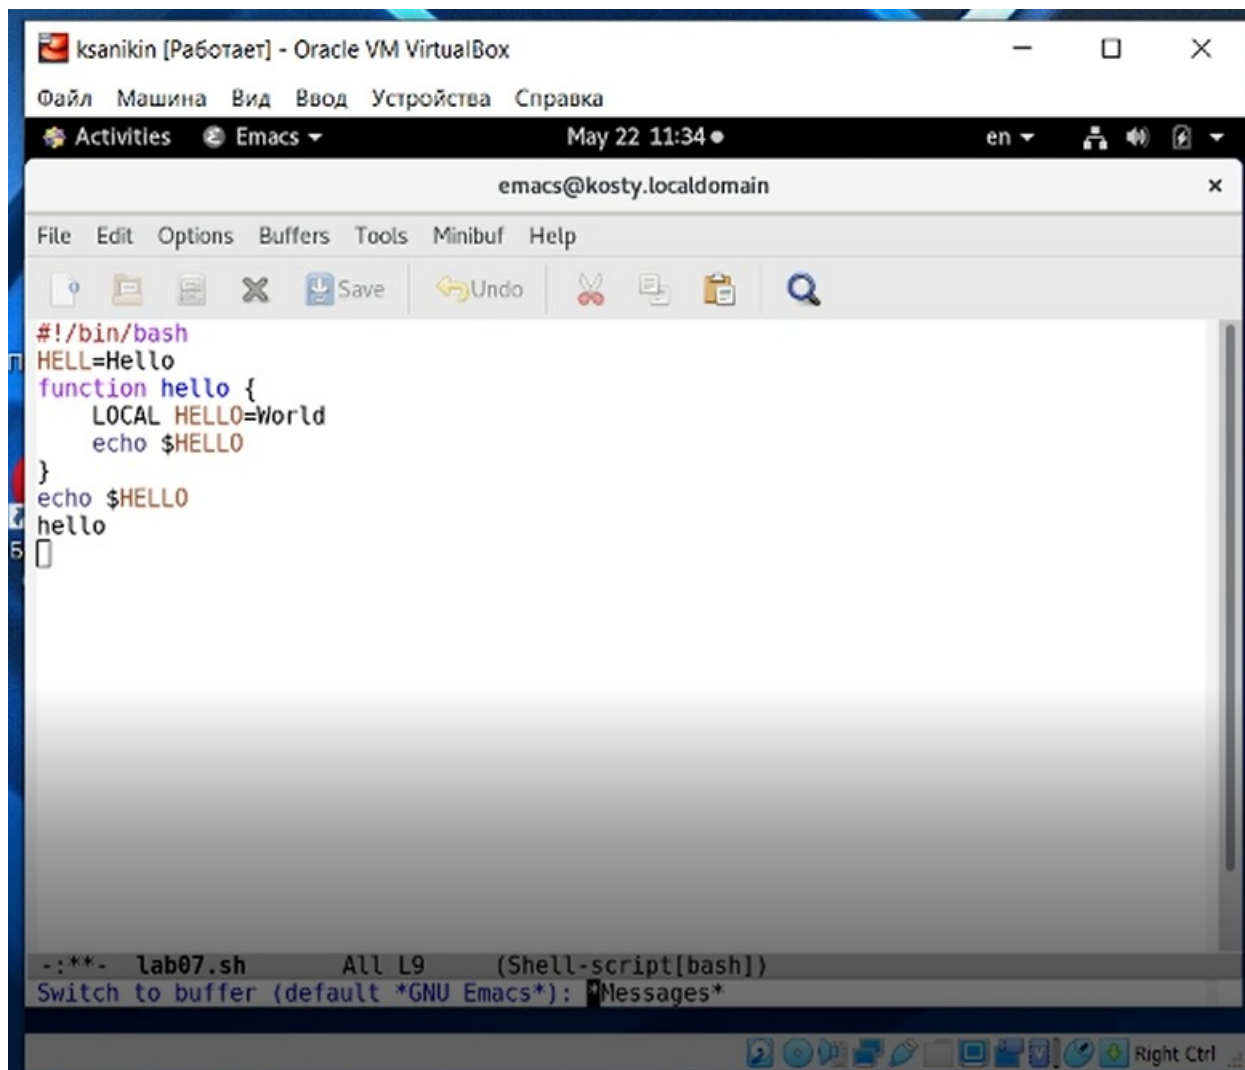 ksanikin [Работает] - Oracle VM VirtualBox
Файл Машина Вид Ввод Устройства Справка
Activities Emacs May 22 11:34 en
emacs@kosty.localdomain
File Edit Options Buffers Tools Minibuf Help
Save Undo
#!/bin/bash
HELL=Hello
function hello {
    LOCAL HELLO=World
    echo $HELLO
}
echo $HELLO
hello
-:**- lab07.sh All L9 (Shell-script[bash])
Switch to buffer (default *GNU Emacs*): *Messages*
Right Ctrl